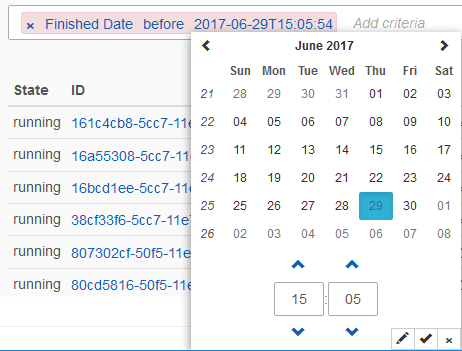 × Finished Date before 2017-06-29T15:05:54 Add criteria
June 2017
Sun Mon Tue Wed Thu Fri Sat
21 28 29 30 31 01 02 03
22 04 05 06 07 08 09 10
23 11 12 13 14 15 16 17
24 18 19 20 21 22 23 24
25 25 26 27 28 29 30 01
26 02 03 04 05 06 07 08
15 : 05
State ID
running 161c4cb8-5cc7-11e
running 16a55308-5cc7-11e
running 16bcd1ee-5cc7-11e
running 38cf33f6-5cc7-11e7
running 807302cf-50f5-11e
running 80cd5816-50f5-11e